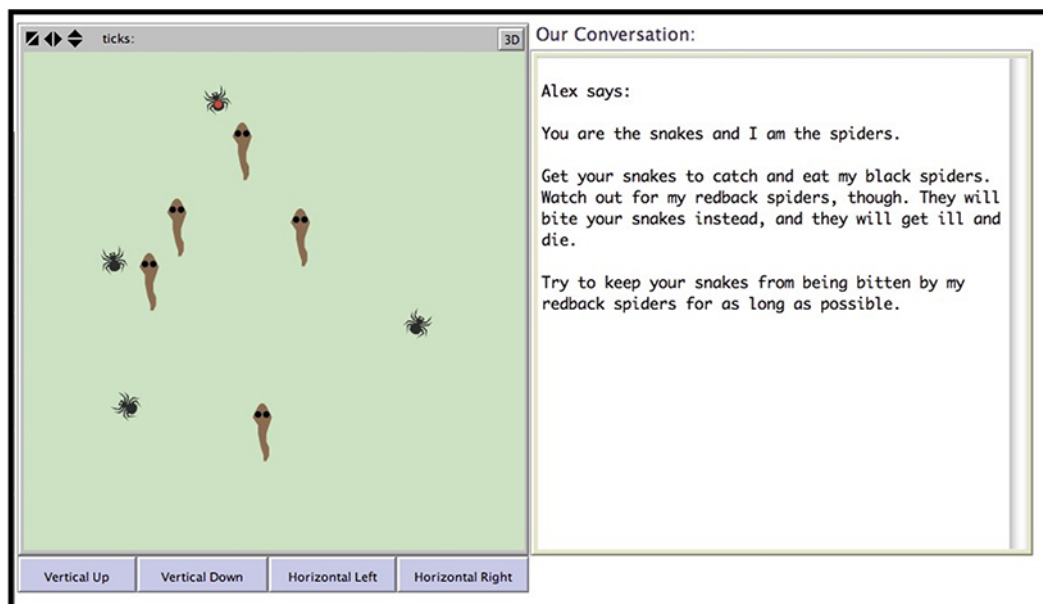 ticks:
3D
Our Conversation:
Alex says:
You are the snakes and I am the spiders.
Get your snakes to catch and eat my black spiders.
Watch out for my redback spiders, though. They will
bite your snakes instead, and they will get ill and
die.
Try to keep your snakes from being bitten by my
redback spiders for as long as possible.
Vertical Up
Vertical Down
Horizontal Left
Horizontal Right